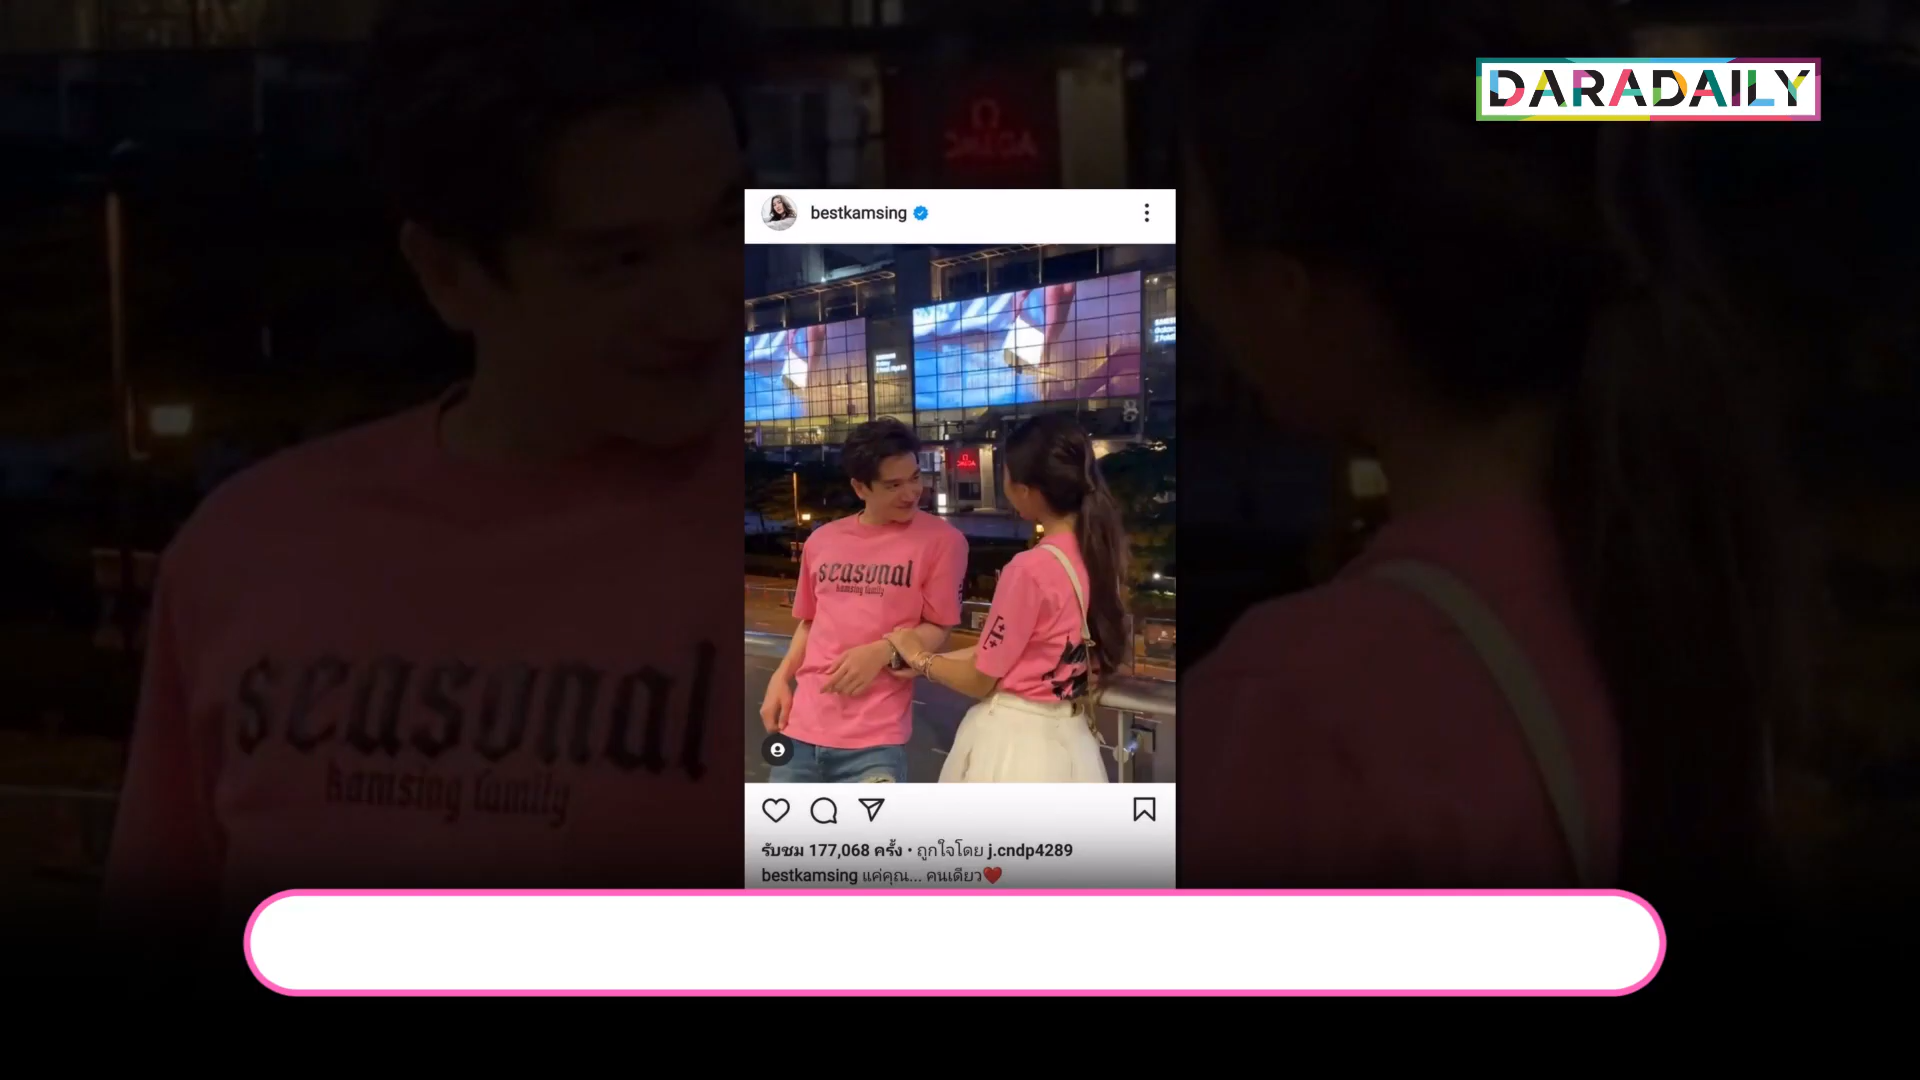 DARADAILY
bestkamsing
OMEGA
seasonal
kamsing family
รับชม 177,068 ครั้ง • ถูกใจโดย j.cndp4289
bestkamsing แค่คุณ... คนเดียว❤️
seasonal
kamsing family